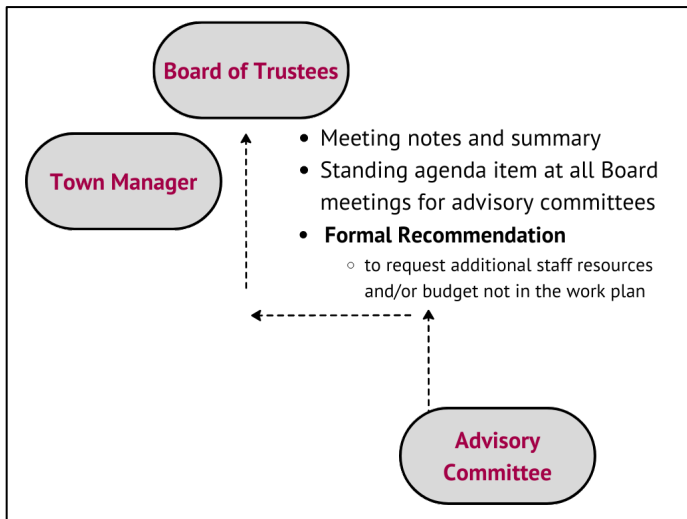 Board of Trustees
Town Manager
• Meeting notes and summary
• Standing agenda item at all Board
meetings for advisory committees
• Formal Recommendation
○ to request additional staff resources
and/or budget not in the work plan
Advisory
Committee